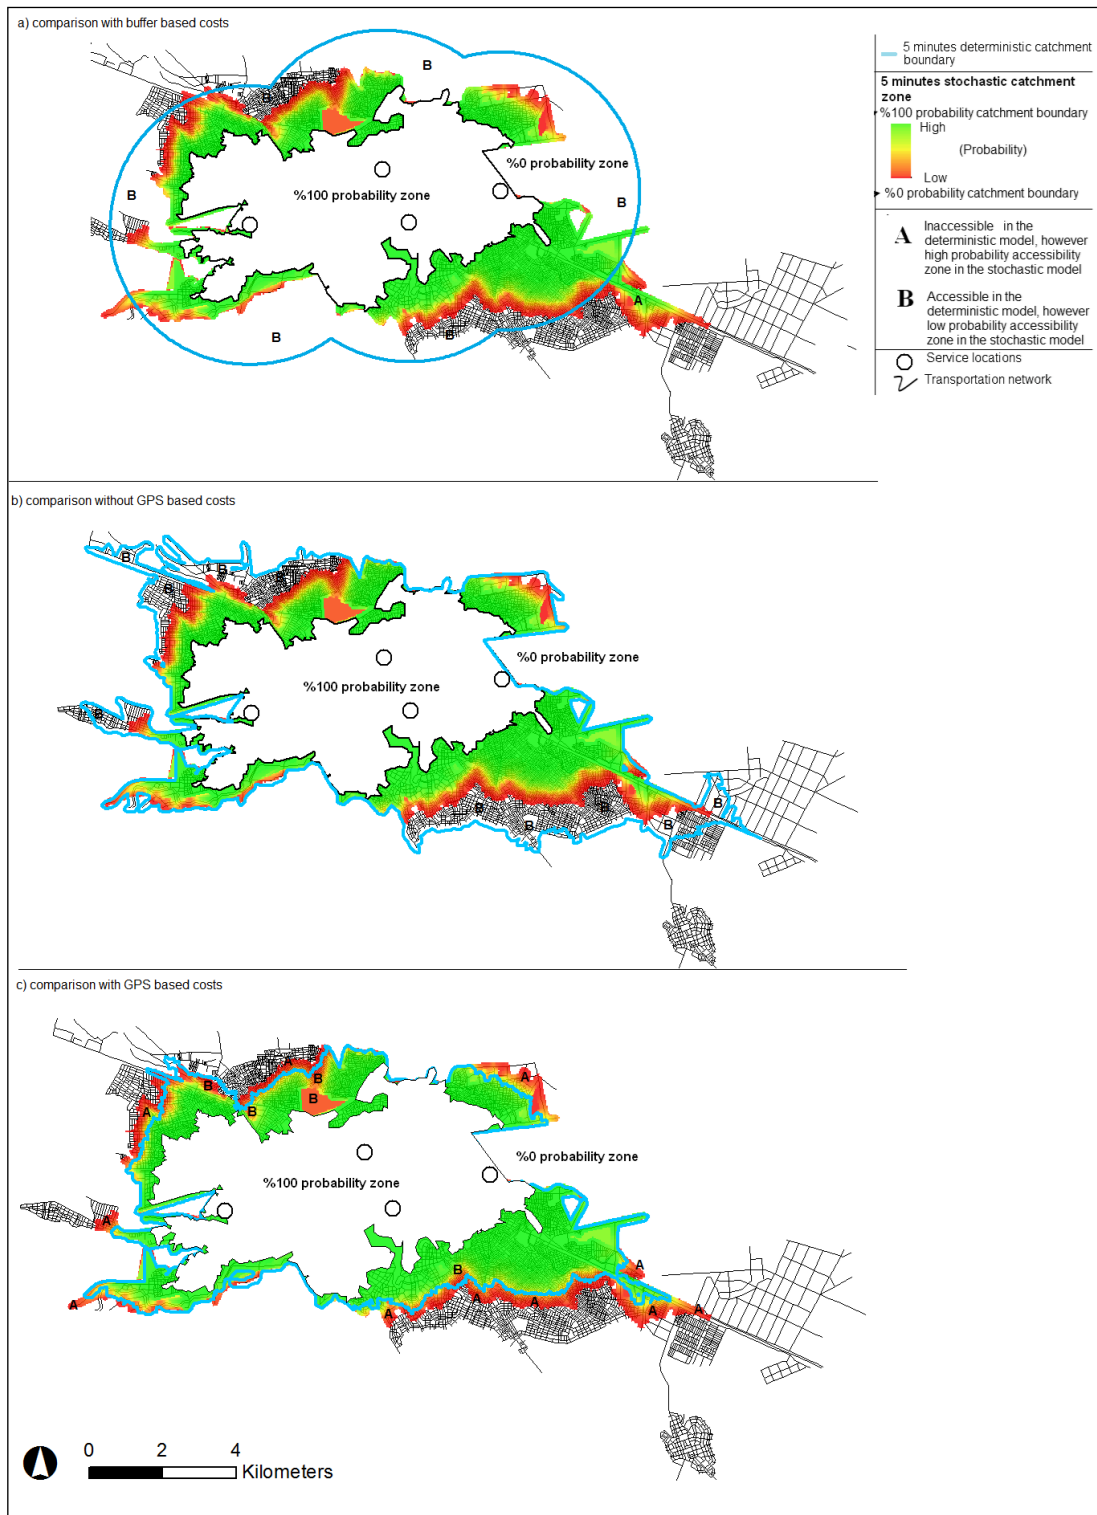 a) comparison with buffer based costs
B
B
B
B
B
B
A
%100 probability zone
%0 probability zone
5 minutes deterministic catchment
boundary
5 minutes stochastic catchment
zone
%100 probability catchment boundary
High
(Probability)
Low
%0 probability catchment boundary
A
Inaccessible in the
deterministic model, however
high probability accessibility
zone in the stochastic model
B
Accessible in the
deterministic model, however
low probability accessibility
zone in the stochastic model
Service locations
Transportation network
b) comparison without GPS based costs
B
B
B
B
B
%0 probability zone
%100 probability zone
B
B
B
B
B
c) comparison with GPS based costs
A
B
B
A
B
B
A
%0 probability zone
%100 probability zone
A
B
A
A
A
A
A
A
A
0 2 4
Kilometers